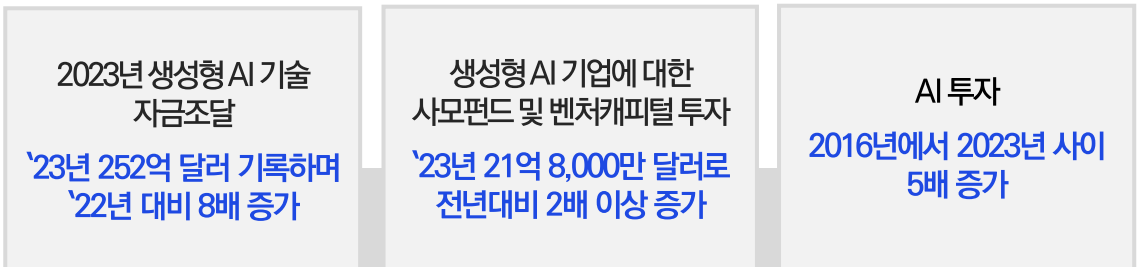 2023년 생성형 AI 기술
자금조달
‵23년 252억 달러 기록하며
‵22년 대비 8배 증가
생성형 AI 기업에 대한
사모펀드 및 벤처캐피털 투자
‵23년 21억 8,000만 달러로
전년대비 2배 이상 증가
AI 투자
2016년에서 2023년 사이
5배 증가